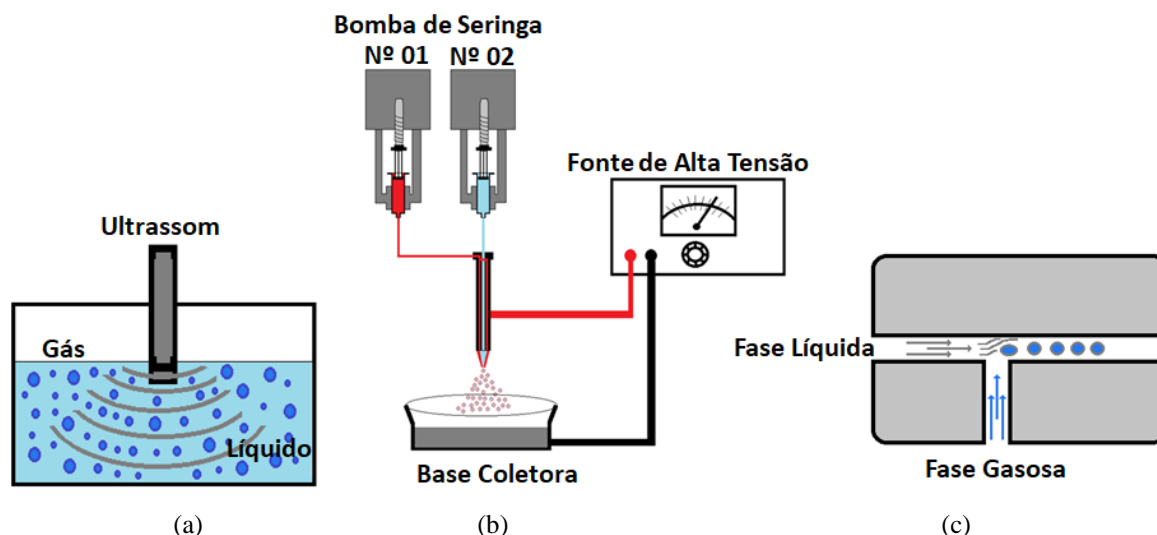 Bomba de Seringa
Nº 01 Nº 02
Fonte de Alta Tensão
Ultrassom
Gás
Líquido
Base Coletora
Fase Líquida
Fase Gasosa
(a) (b) (c)